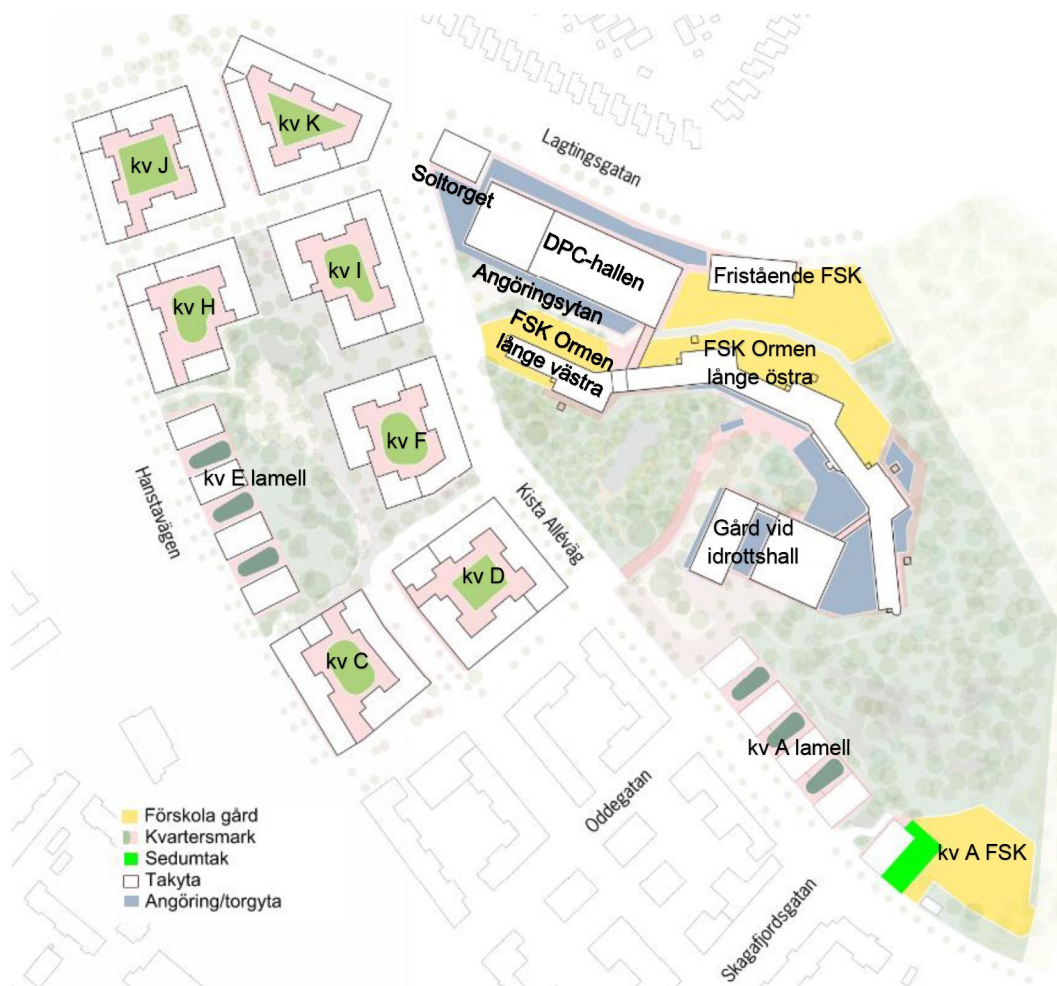 kv K
kv J
Lagtingsgatan
Soltorget
DPC-hallen
kv I
Fristående FSK
Angöringsytan
kv H
FSK Ormen
långe västra
FSK Ormen
långe östra
kv F
kv E lamell
Hanstavägen
Kista Alléväg
Gård vid
idrottshall
kv D
kv C
kv A lamell
Oddegatan
kv A FSK
Skagafjordsgatan
Förskola gård
Kvartersmark
Sedumtak
Takyta
Angöring/torgyta